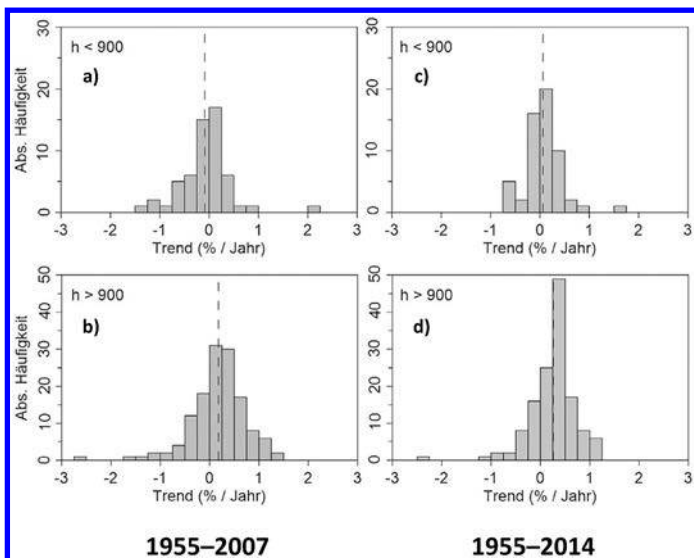 h < 900
a)
Abs. Häufigkeit
0 10 20 30
-3 -2 -1 0 1 2 3
Trend (% / Jahr)
h < 900
c)
0 10 20 30
-3 -2 -1 0 1 2 3
Trend (% / Jahr)
h > 900
b)
Abs. Häufigkeit
0 10 20 30 40 50
-3 -2 -1 0 1 2 3
Trend (% / Jahr)
h > 900
d)
0 10 20 30 40 50
-3 -2 -1 0 1 2 3
Trend (% / Jahr)
1955–2007
1955–2014